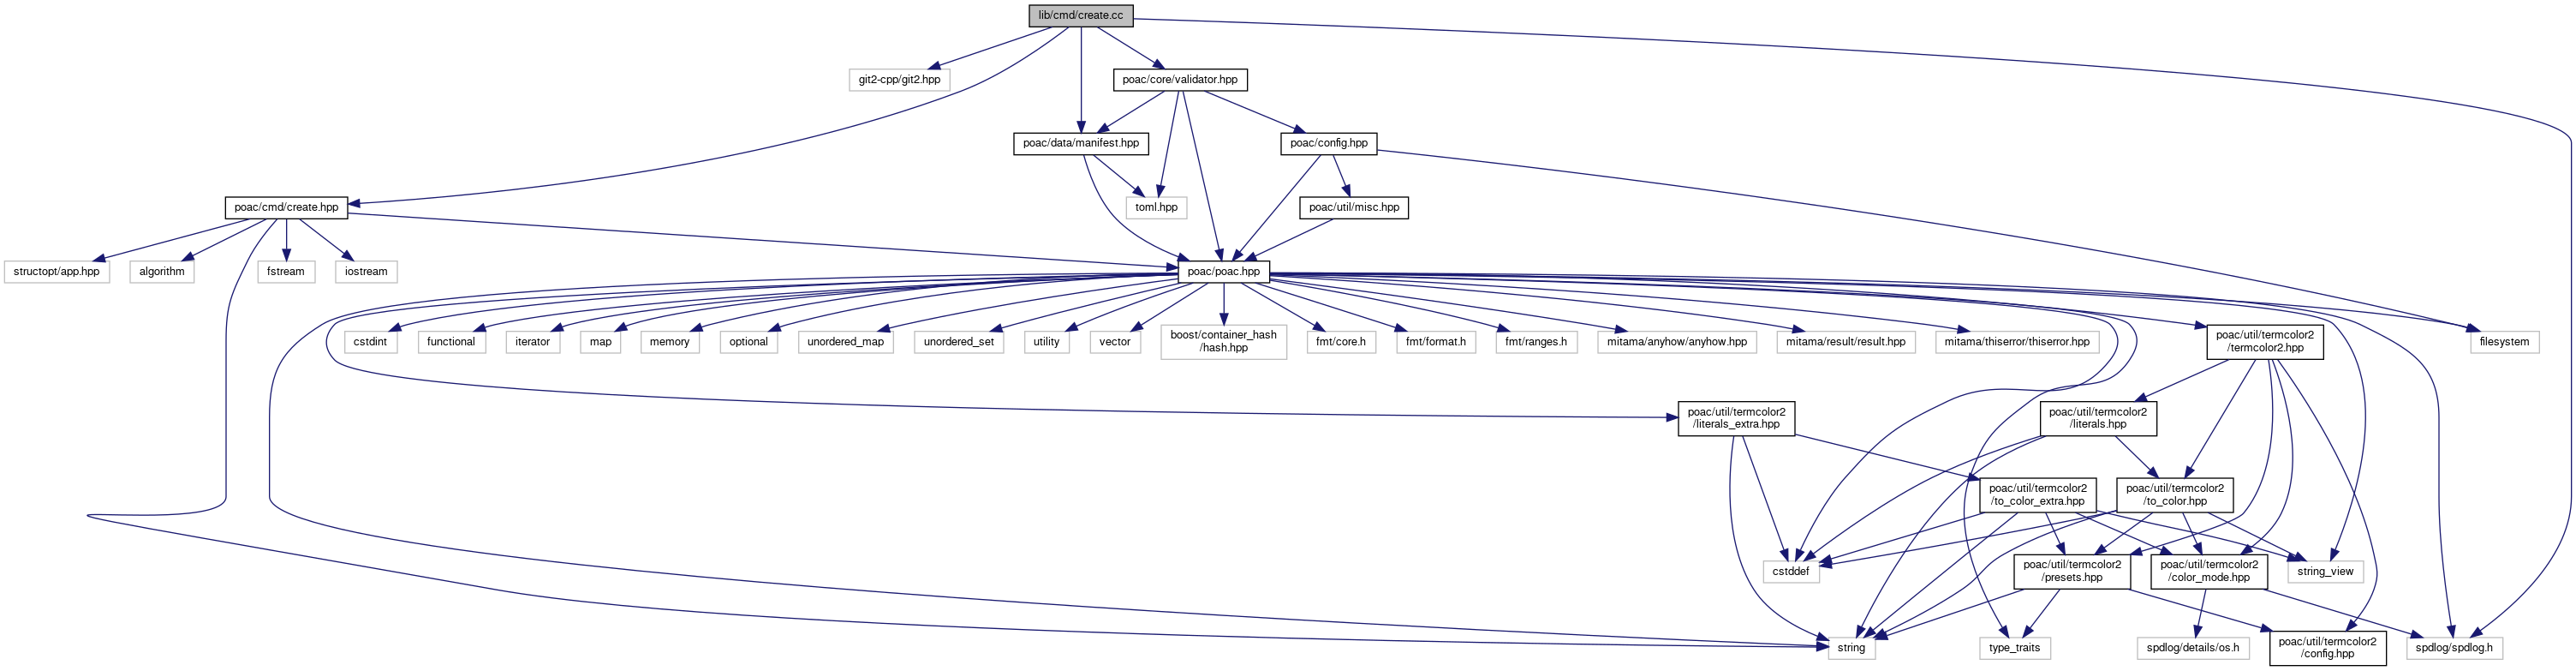 lib/cmd/create.cc
git2-cpp/git2.hpp
poac/core/validator.hpp
poac/data/manifest.hpp
poac/config.hpp
poac/cmd/create.hpp
toml.hpp
poac/util/misc.hpp
structopt/app.hpp
algorithm
fstream
iostream
poac/poac.hpp
cstdint
functional
iterator
map
memory
optional
unordered_map
unordered_set
utility
vector
boost/container_hash
/hash.hpp
fmt/core.h
fmt/format.h
fmt/ranges.h
mitama/anyhow/anyhow.hpp
mitama/result/result.hpp
mitama/thiserror/thiserror.hpp
poac/util/termcolor2
/termcolor2.hpp
filesystem
poac/util/termcolor2
/literals_extra.hpp
poac/util/termcolor2
/literals.hpp
poac/util/termcolor2
/to_color_extra.hpp
poac/util/termcolor2
/to_color.hpp
cstddef
poac/util/termcolor2
/presets.hpp
poac/util/termcolor2
/color_mode.hpp
string_view
string
type_traits
spdlog/details/os.h
poac/util/termcolor2
/config.hpp
spdlog/spdlog.h